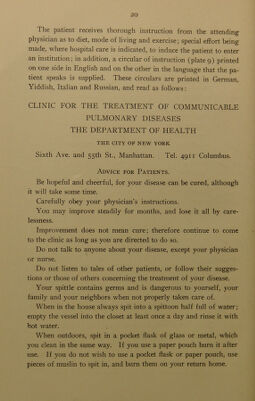 20
The patient receives thorough instruction from the attending
physician as to diet, mode of living and exercise; special effort being
made, where hospital care is indicated, to induce the patient to enter
an institution; in addition, a circular of instruction (plate 9) printed
on one side in English and on the other in the language that the pa-
tient speaks is supplied. These circulars are printed in German,
Yiddish, Italian and Russian, and read as follows:
CLINIC FOR THE TREATMENT OF COMMUNICABLE
PULMONARY DISEASES
THE DEPARTMENT OF HEALTH
THE CITY OF NEW YORK
Sixth Ave. and 55th St., Manhattan. Tel. 4911 Columbus.
ADVICE FOR PATIENTS.
Be hopeful and cheerful, for your disease can be cured, although
it will take some time.
Carefully obey your physician's instructions.
You may improve steadily for months, and lose it all by care-
lessness.
Improvement does not mean cure; therefore continue to come
to the clinic as long as you are directed to do so.
Do not talk to anyone about your disease, except your physician
or nurse.
Do not listen to tales of other patients, or follow their sugges-
tions or those of others concerning the treatment of your disease.
Your spittle contains germs and is dangerous to yourself, your
family and your neighbors when not properly taken care of.
When in the house always spit into a spittoon half full of water;
empty the vessel into the closet at least once a day and rinse it with
hot water.
When outdoors, spit in a pocket flask of glass or metal, which
you clean in the same way. If you use a paper pouch burn it after
use. If you do not wish to use a pocket flask or paper pouch, use
pieces of muslin to spit in, and burn them on your return home.